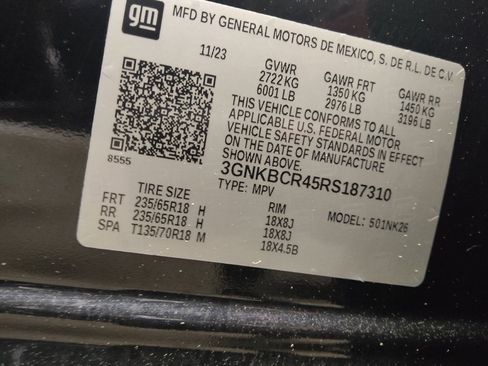 gm
MFD BY GENERAL MOTORS DE MEXICO, S. DE R.L. DE C.V.
11/23 GVWR GAWR FRT GAWR RR
2722 KG 1350 KG 1450 KG
6001 LB 2976 LB 3196 LB
THIS VEHICLE CONFORMS TO ALL
APPLICABLE U.S. FEDERAL MOTOR
VEHICLE SAFETY STANDARDS IN EFFECT
ON THE DATE OF MANUFACTURE
SHOWN ABOVE.
8555
3GNKBCR45RS187310
TYPE: MPV
TIRE SIZE RIM MODEL: 501NK26
FRT 235/65R18 H 18X8J
RR 235/65R18 H 18X8J
SPA T135/70R18 M 18X4.5B